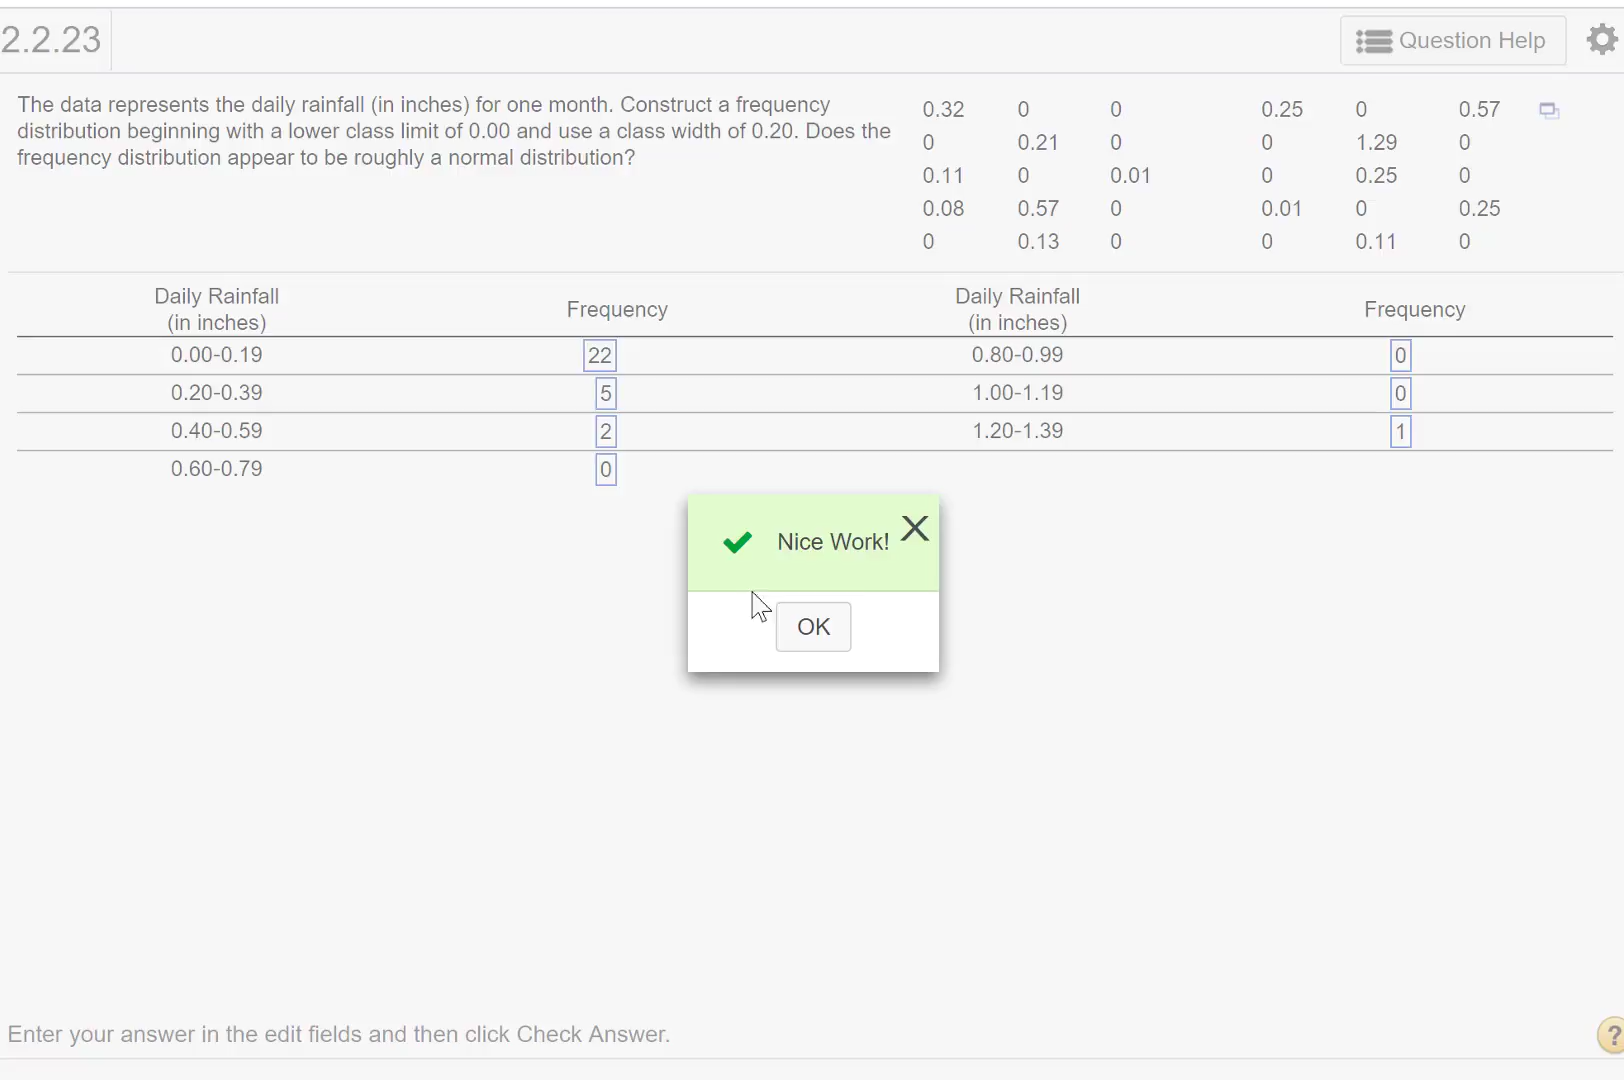 2.2.23
Question Help
The data represents the daily rainfall (in inches) for one month. Construct a frequency
distribution beginning with a lower class limit of 0.00 and use a class width of 0.20. Does the
frequency distribution appear to be roughly a normal distribution?
0.32 0 0 0.25 0 0.57
0 0.21 0 0 1.29 0
0.11 0 0.01 0 0.25 0
0.08 0.57 0 0.01 0 0.25
0 0.13 0 0 0.11 0
Daily Rainfall
(in inches)
Frequency
Daily Rainfall
(in inches)
Frequency
0.00-0.19 22 0.80-0.99 0
0.20-0.39 5 1.00-1.19 0
0.40-0.59 2 1.20-1.39 1
0.60-0.79 0
Nice Work!
OK
Enter your answer in the edit fields and then click Check Answer.
?